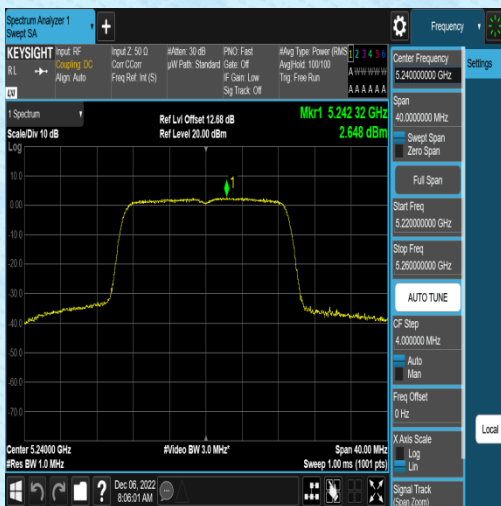 Spectrum Analyzer 1
Swept SA
Frequency
KEYSIGHT
RL
Input: RF
Coupling: DC
Align: Auto
Input Z: 50 Ω
Corr CCorr
Freq Ref: Int (S)
#Atten: 30 dB
µW Path: Standard
PNO: Fast
Gate: Off
IF Gain: Low
Sig Track: Off
#Avg Type: Power (RMS
Avg|Hold: 100/100
Trig: Free Run
1 2 3 4 5 6
A W W W W W
A A A A A A
LXI
1 Spectrum
Scale/Div 10 dB
Log
Ref Lvl Offset 12.68 dB
Ref Level 20.00 dBm
Mkr1 5.242 32 GHz
2.648 dBm
1
10.0
0.00
-10.0
-20.0
-30.0
-40.0
-50.0
-60.0
-70.0
Center 5.24000 GHz
#Res BW 1.0 MHz
#Video BW 3.0 MHz*
Span 40.00 MHz
Sweep 1.00 ms (1001 pts)
Dec 06, 2022
8:06:01 AM
?
Center Frequency
5.240000000 GHz
Span
40.0000000 MHz
Swept Span
Zero Span
Full Span
Start Freq
5.220000000 GHz
Stop Freq
5.260000000 GHz
AUTO TUNE
CF Step
4.000000 MHz
Auto
Man
Freq Offset
0 Hz
X Axis Scale
Log
Lin
Signal Track
(Span Zoom)
Settings
Local